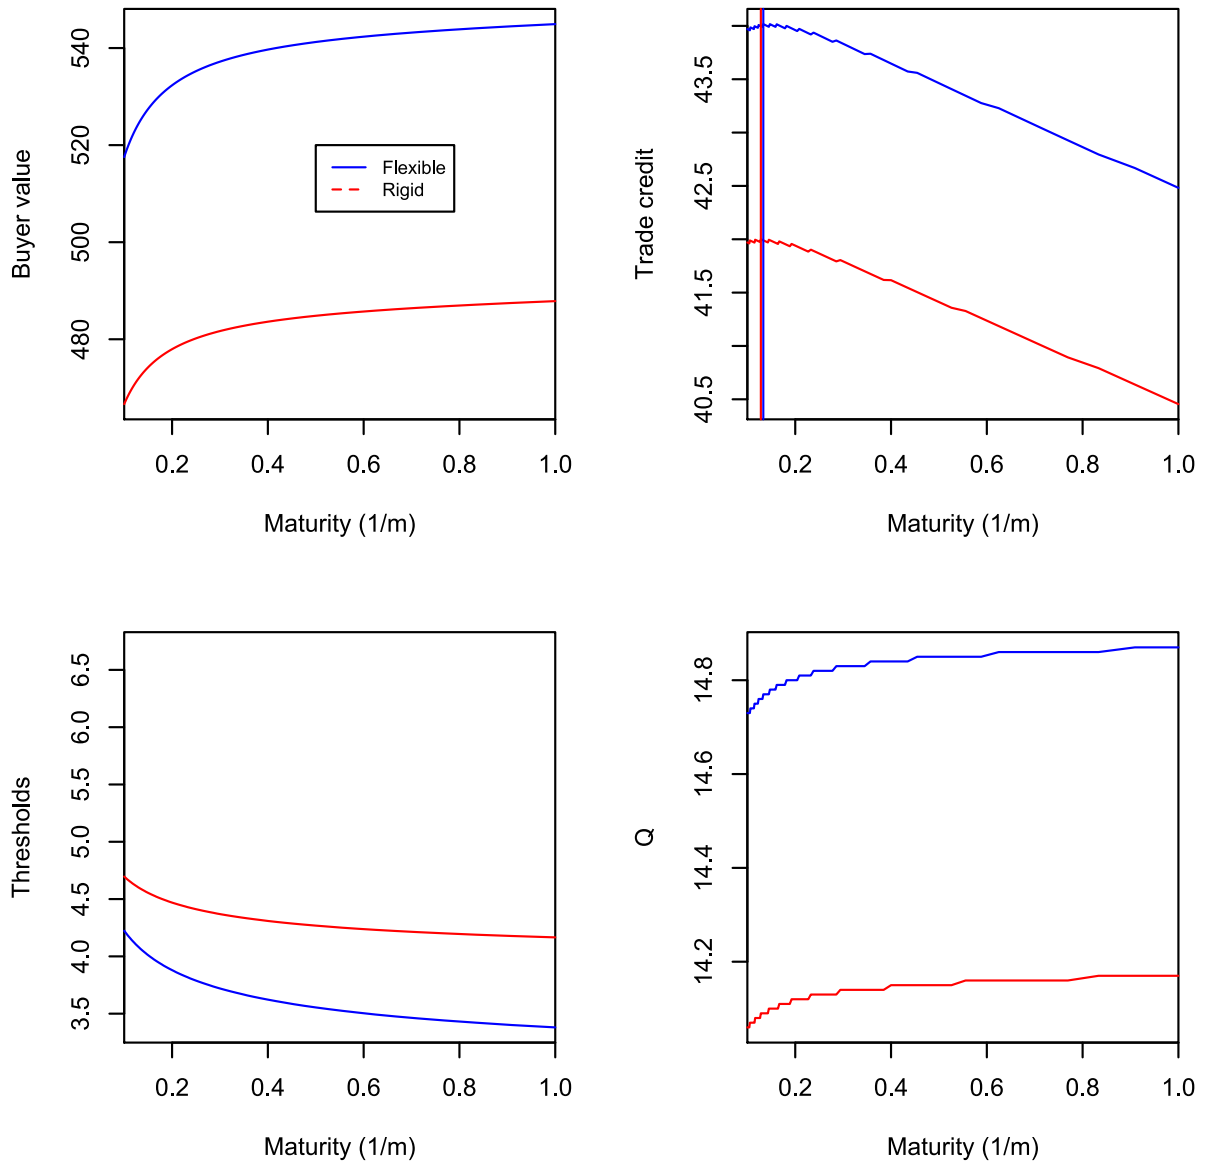 Buyer value
540
520
500
480
Flexible
Rigid
0.2 0.4 0.6 0.8 1.0
Maturity (1/m)
Trade credit
43.5
42.5
41.5
40.5
0.2 0.4 0.6 0.8 1.0
Maturity (1/m)
Thresholds
6.5
6.0
5.5
5.0
4.5
4.0
3.5
0.2 0.4 0.6 0.8 1.0
Maturity (1/m)
Q
14.8
14.6
14.4
14.2
0.2 0.4 0.6 0.8 1.0
Maturity (1/m)